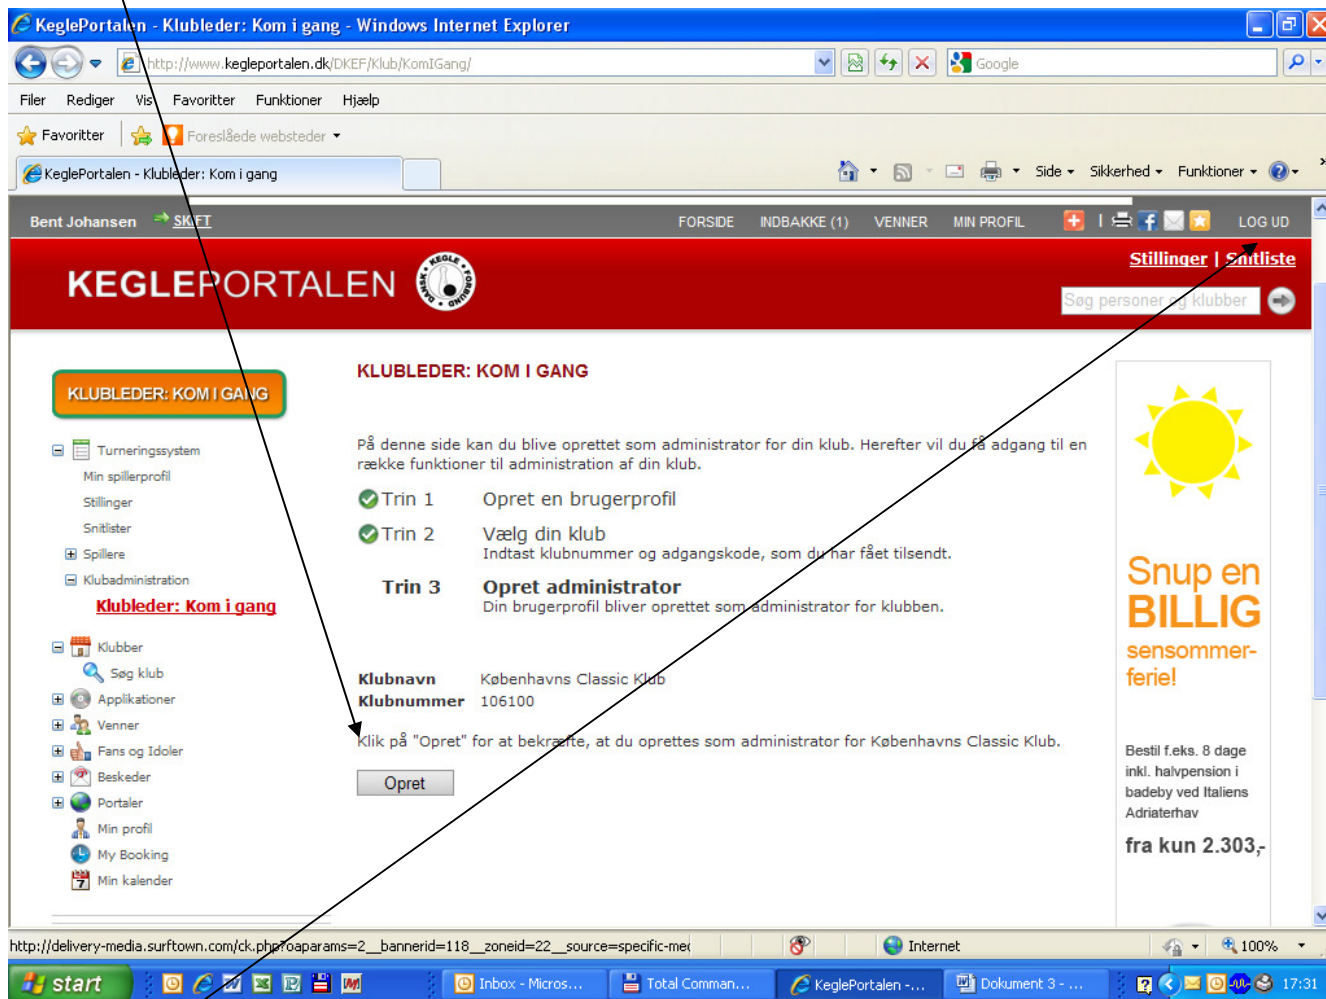 KeglePortalen - Klubleder: Kom i gang - Windows Internet Explorer
http://www.kegleportalen.dk/DKEF/Klub/KomIGang/
Google
Filer Rediger Vis Favoritter Funktioner Hjælp
Favoritter Foreslåede websteder
KeglePortalen - Klubleder: Kom i gang
Side Sikkerhed Funktioner
Bent Johansen SKIFT FORSIDE INDBAKKE (1) VENNER MIN PROFIL LOG UD
KEGLEPORTALEN
DANSK KEGLE FORBUND
Stillinger | Snitliste
Søg personer og klubber
KLUBLEDER: KOM I GANG
Turneringssystem
Min spillerprofil
Stillinger
Snitlister
Spillere
Klubadministration
Klubleder: Kom i gang
Klubber
Søg klub
Applikationer
Venner
Fans og Idoler
Beskeder
Portaler
Min profil
My Booking
Min kalender
KLUBLEDER: KOM I GANG
På denne side kan du blive oprettet som administrator for din klub. Herefter vil du få adgang til en
række funktioner til administration af din klub.
Trin 1 Opret en brugerprofil
Trin 2 Vælg din klub
Indtast klubnummer og adgangskode, som du har fået tilsendt.
Trin 3 Opret administrator
Din brugerprofil bliver oprettet som administrator for klubben.
Klubnavn Københavns Classic Klub
Klubnummer 106100
Klik på "Opret" for at bekræfte, at du oprettes som administrator for Københavns Classic Klub.
Opret
Snup en
BILLIG
sensommer-
ferie!
Bestil f.eks. 8 dage
inkl. halvpension i
badeby ved Italiens
Adriaterhav
fra kun 2.303,-
http://delivery-media.surftown.com/ck.php?oaparams=2__bannerid=118__zoneid=22__source=specific-med
Internet
100%
start
Inbox - Micros...
Total Comman...
KeglePortalen -...
Dokument 3 - ...
17:31